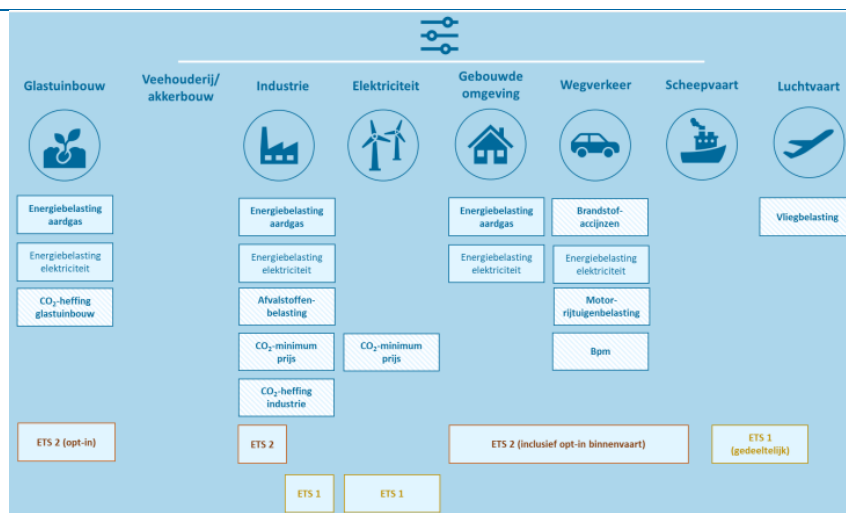 Glastuinbouw
Veehouderij/
akkerbouw
Industrie
Elektriciteit
Gebouwde
omgeving
Wegverkeer
Scheepvaart
Luchtvaart
Energiebelasting
aardgas
Energiebelasting
aardgas
Energiebelasting
aardgas
Brandstof-
accijnzen
Vliegbelasting
Energiebelasting
elektriciteit
Energiebelasting
elektriciteit
Energiebelasting
elektriciteit
Energiebelasting
elektriciteit
CO₂-heffing
glastuinbouw
Afvalstoffen-
belasting
Motor-
rijtuigenbelasting
CO₂-minimum
prijs
CO₂-minimum
prijs
Bpm
CO₂-heffing
industrie
ETS 2 (opt-in)
ETS 2
ETS 2 (inclusief opt-in binnenvaart)
ETS 1
(gedeeltelijk)
ETS 1
ETS 1